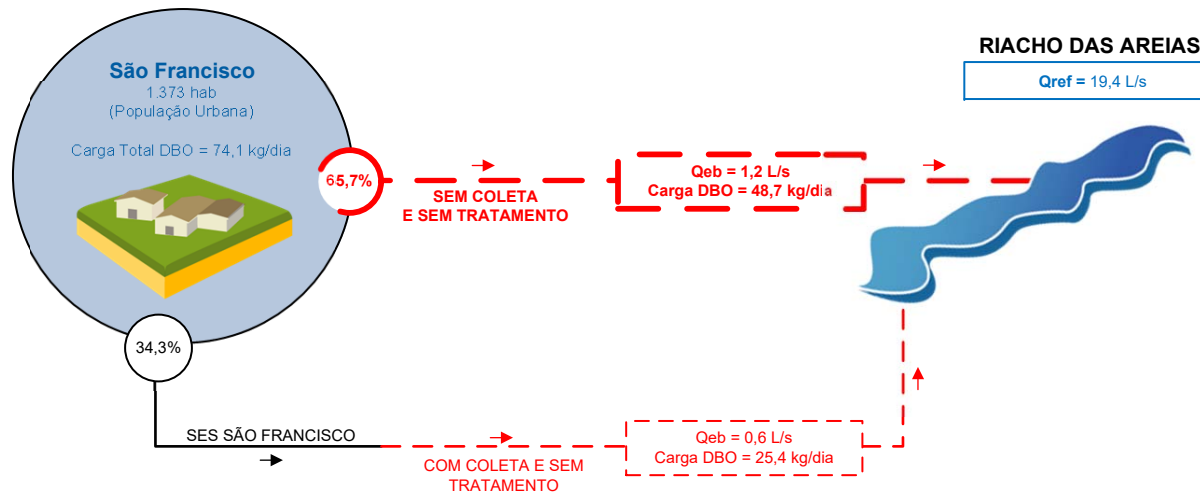 São Francisco
1.373 hab
(População Urbana)
Carga Total DBO = 74,1 kg/dia
65,7%
SEM COLETA
E SEM TRATAMENTO
Qeb = 1,2 L/s
Carga DBO = 48,7 kg/dia
RIACHO DAS AREIAS
Qref = 19,4 L/s
34,3%
SES SÃO FRANCISCO
COM COLETA E SEM
TRATAMENTO
Qeb = 0,6 L/s
Carga DBO = 25,4 kg/dia